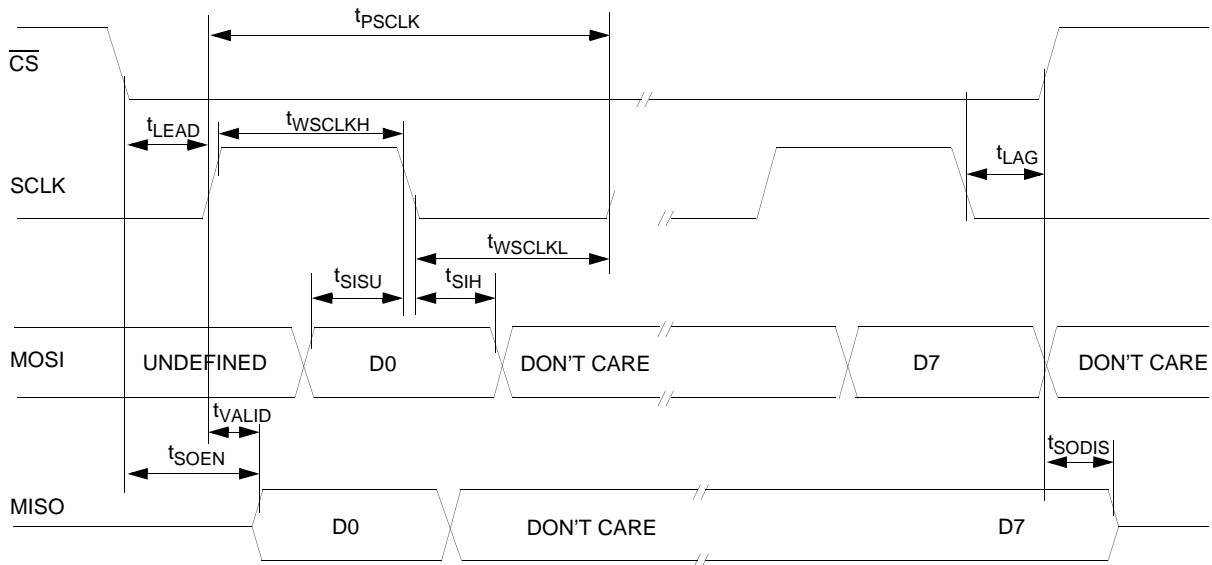 tPSCLK
CS
tLEAD
tWSCLKH
tLAG
SCLK
tWSCLKL
tSISU
tSIH
MOSI
UNDEFINED
D0
DON'T CARE
D7
DON'T CARE
tVALID
tSOEN
tSODIS
MISO
D0
DON'T CARE
D7